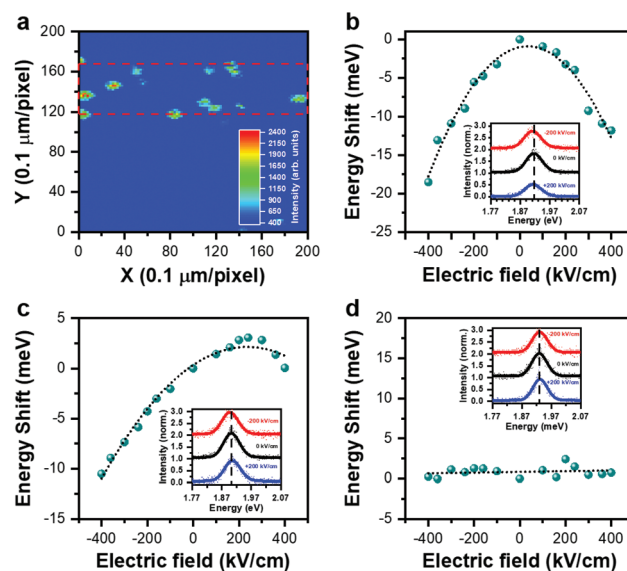 a
200
180
160
140
120
100
80
60
40
20
0
Y (0.1 μm/pixel)
0 40 80 120 160 200
X (0.1 μm/pixel)
2400
2150
1900
1650
1400
1150
900
650
400
Intensity (arb. units)
b
0
-5
-10
-15
-20
-25
Energy Shift (meV)
-400 -200 0 200 400
Electric field (kV/cm)
3.0
2.5
2.0
1.5
1.0
0.5
0.0
Intensity (norm.)
-200 kV/cm
0 kV/cm
+200 kV/cm
1.77 1.87 1.97 2.07
Energy (eV)
c
5
0
-5
-10
-15
Energy Shift (meV)
-400 -200 0 200 400
Electric field (kV/cm)
3.0
2.5
2.0
1.5
1.0
0.5
0.0
Intensity (norm.)
-200 kV/cm
0 kV/cm
+200 kV/cm
1.77 1.87 1.97 2.07
Energy (eV)
d
20
15
10
5
0
-5
Energy Shift (meV)
-400 -200 0 200 400
Electric field (kV/cm)
3.0
2.5
2.0
1.5
1.0
0.5
0.0
Intensity (norm.)
-200 kV/cm
0 kV/cm
+200 kV/cm
1.77 1.87 1.97 2.07
Energy (meV)